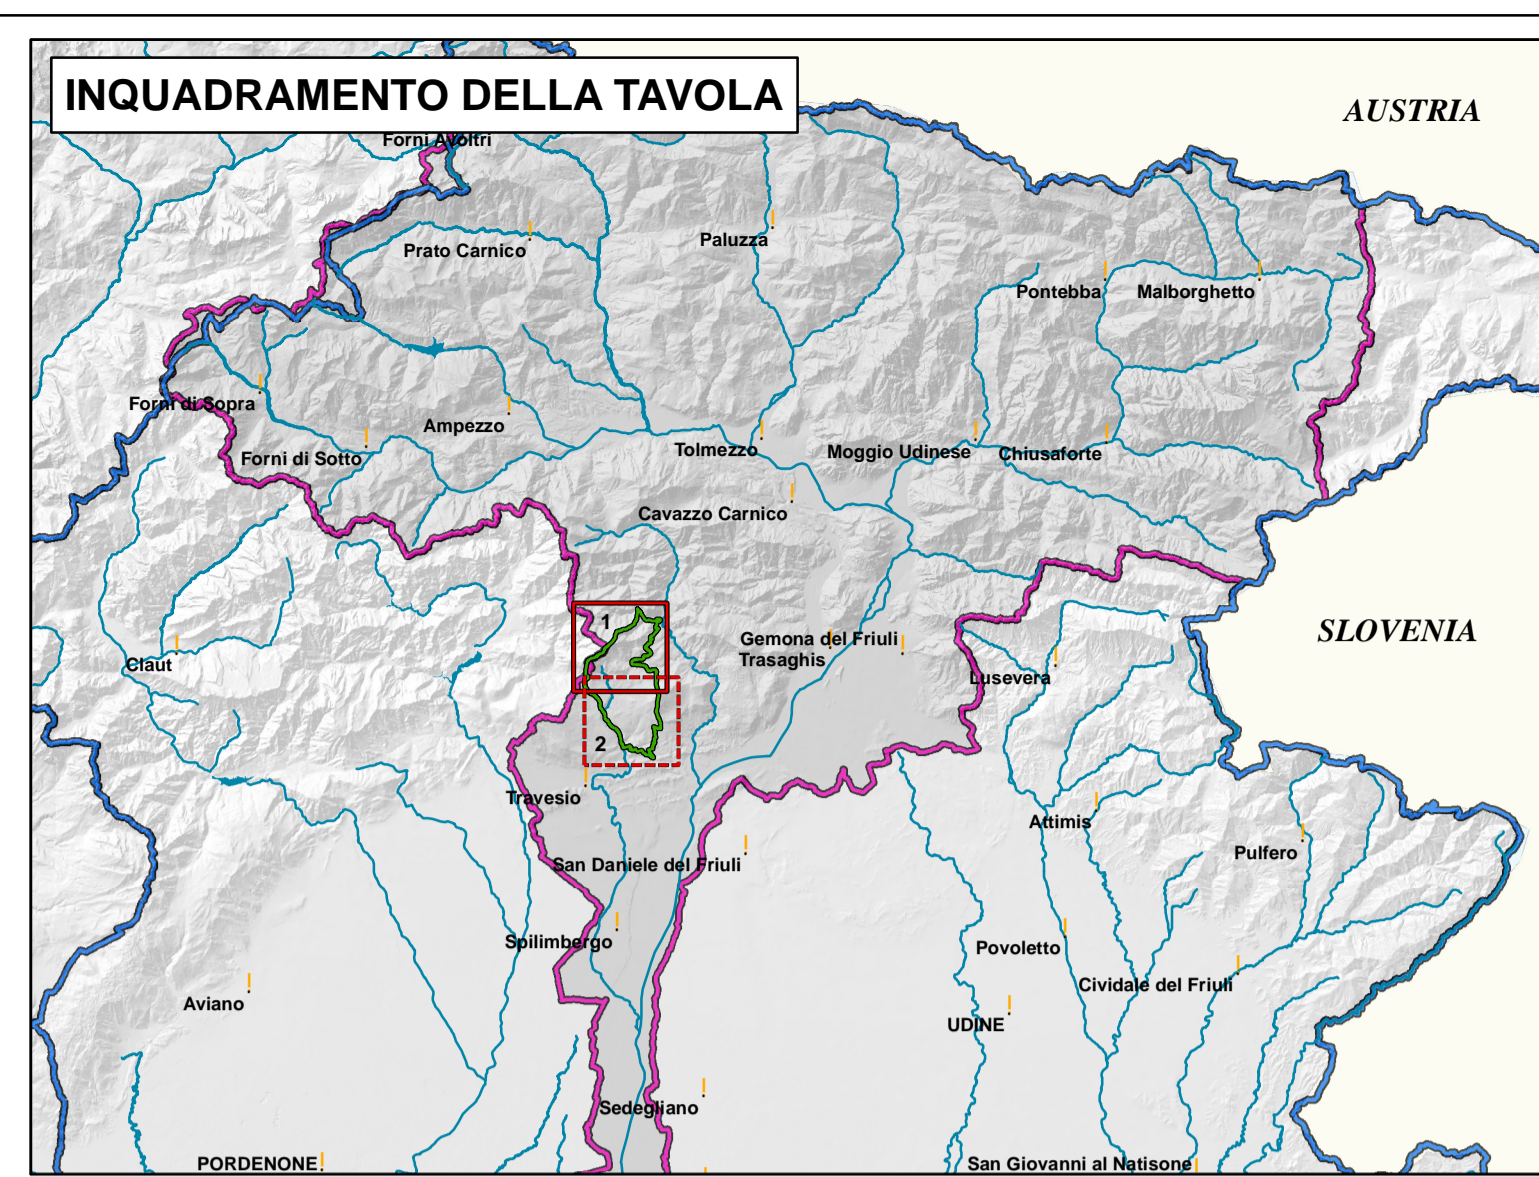 INQUADRAMENTO DELLA TAVOLA
AUSTRIA
Forni Avoltri
Prato Carnico
Paluzza
Pontebba
Malborghetto
Forni di Sopra
Ampezzo
Forni di Sotto
Tolmezzo
Moggio Udinese
Chiusaforte
Cavazzo Carnico
1
SLOVENIA
Gemona del Friuli
Trasaghis
Claut
Lusevera
2
Travesio
Attimis
Pulfero
San Daniele del Friuli
Spilimbergo
Povoletto
Cividale del Friuli
Aviano
UDINE
Sedegliano
PORDENONE
San Giovanni al Natisone